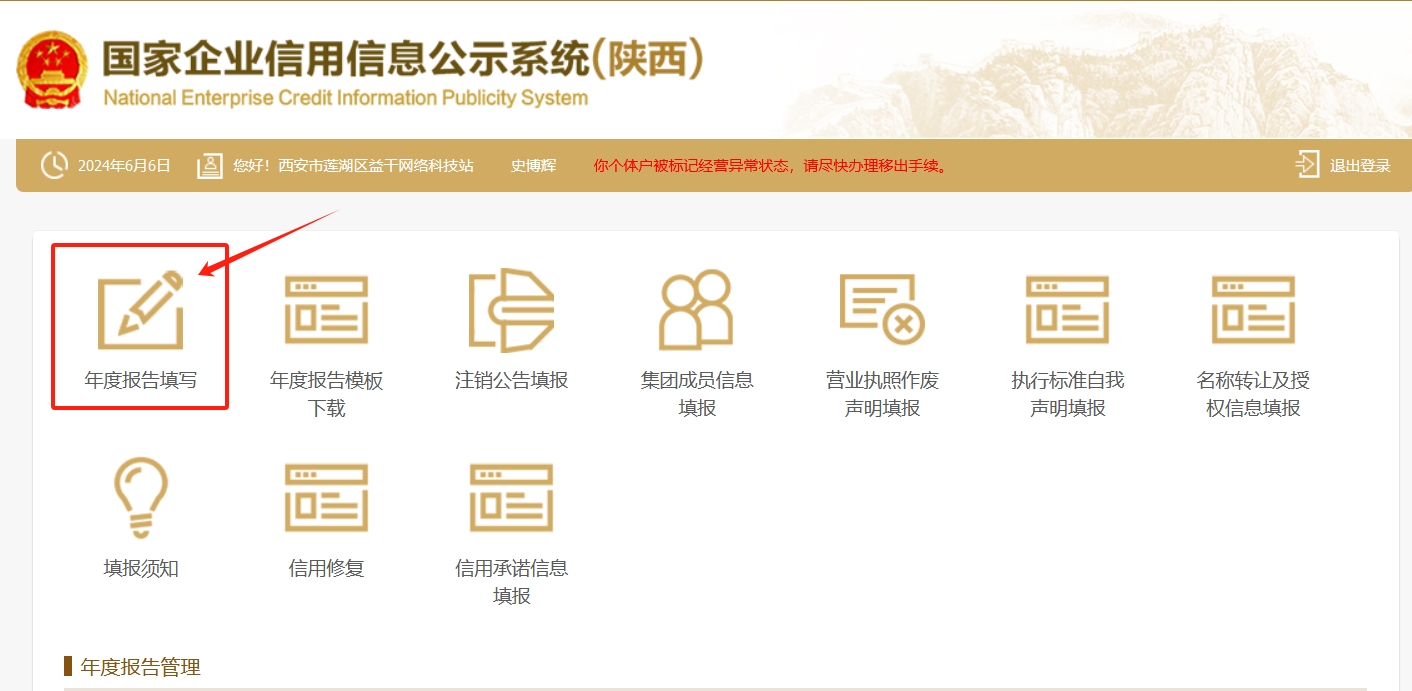 国家企业信用信息公示系统(陕西)
National Enterprise Credit Information Publicity System
2024年6月6日 您好！西安市莲湖区益干网络科技站 史博辉 你个体户被标记经营异常状态，请尽快办理移出手续。 退出登录
年度报告填写
年度报告模板
下载
注销公告填报
集团成员信息
填报
营业执照作废
声明填报
执行标准自我
声明填报
名称转让及授
权信息填报
填报须知
信用修复
信用承诺信息
填报
年度报告管理